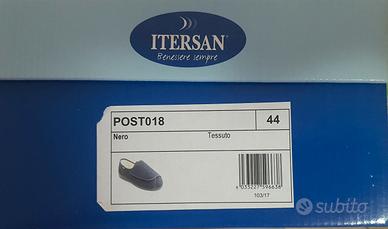 ITERSAN
Benessere sempre
POST018 44
Nero Tessuto
103/17
subito